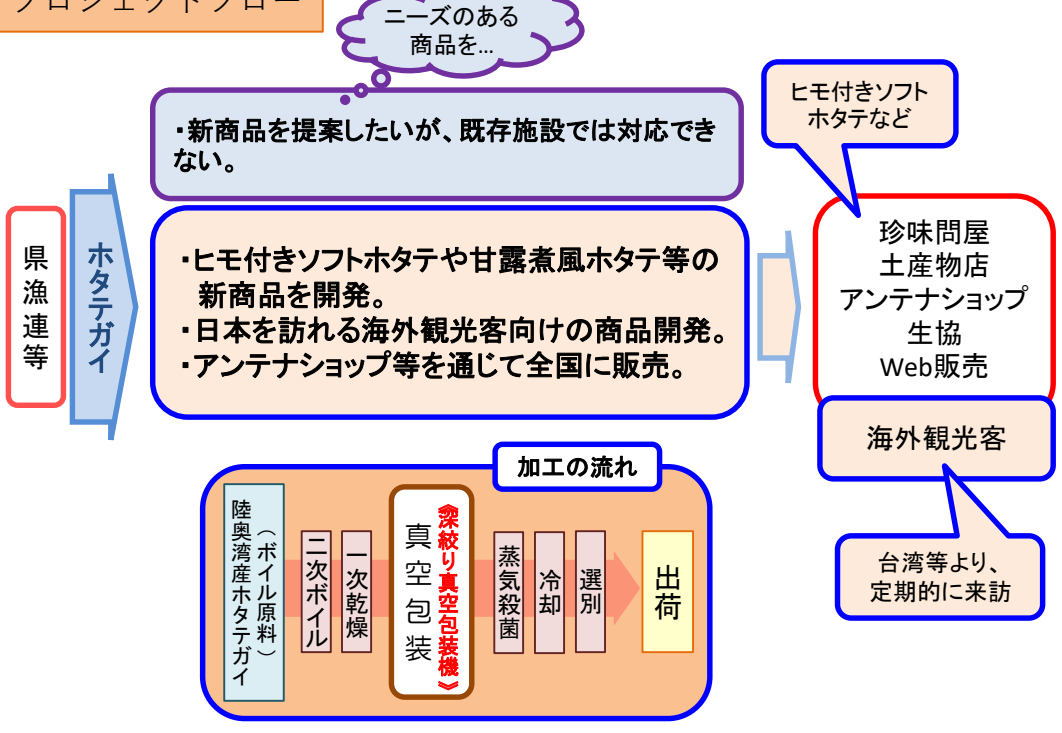 プロジェクトフロー
ニーズのある
商品を…
・新商品を提案したいが、既存施設では対応でき
ない。
ヒモ付きソフト
ホタテなど
県漁連等
ホタテガイ
・ヒモ付きソフトホタテや甘露煮風ホタテ等の
新商品を開発。
・日本を訪れる海外観光客向けの商品開発。
・アンテナショップ等を通じて全国に販売。
珍味問屋
土産物店
アンテナショップ
生協
Web販売
海外観光客
台湾等より、
定期的に来訪
加工の流れ
陸奥湾産ホタテガイ
（ボイル原料）
二次ボイル
一次乾燥
真空包装
《深絞り真空包装機》
蒸気殺菌
冷却
選別
出荷